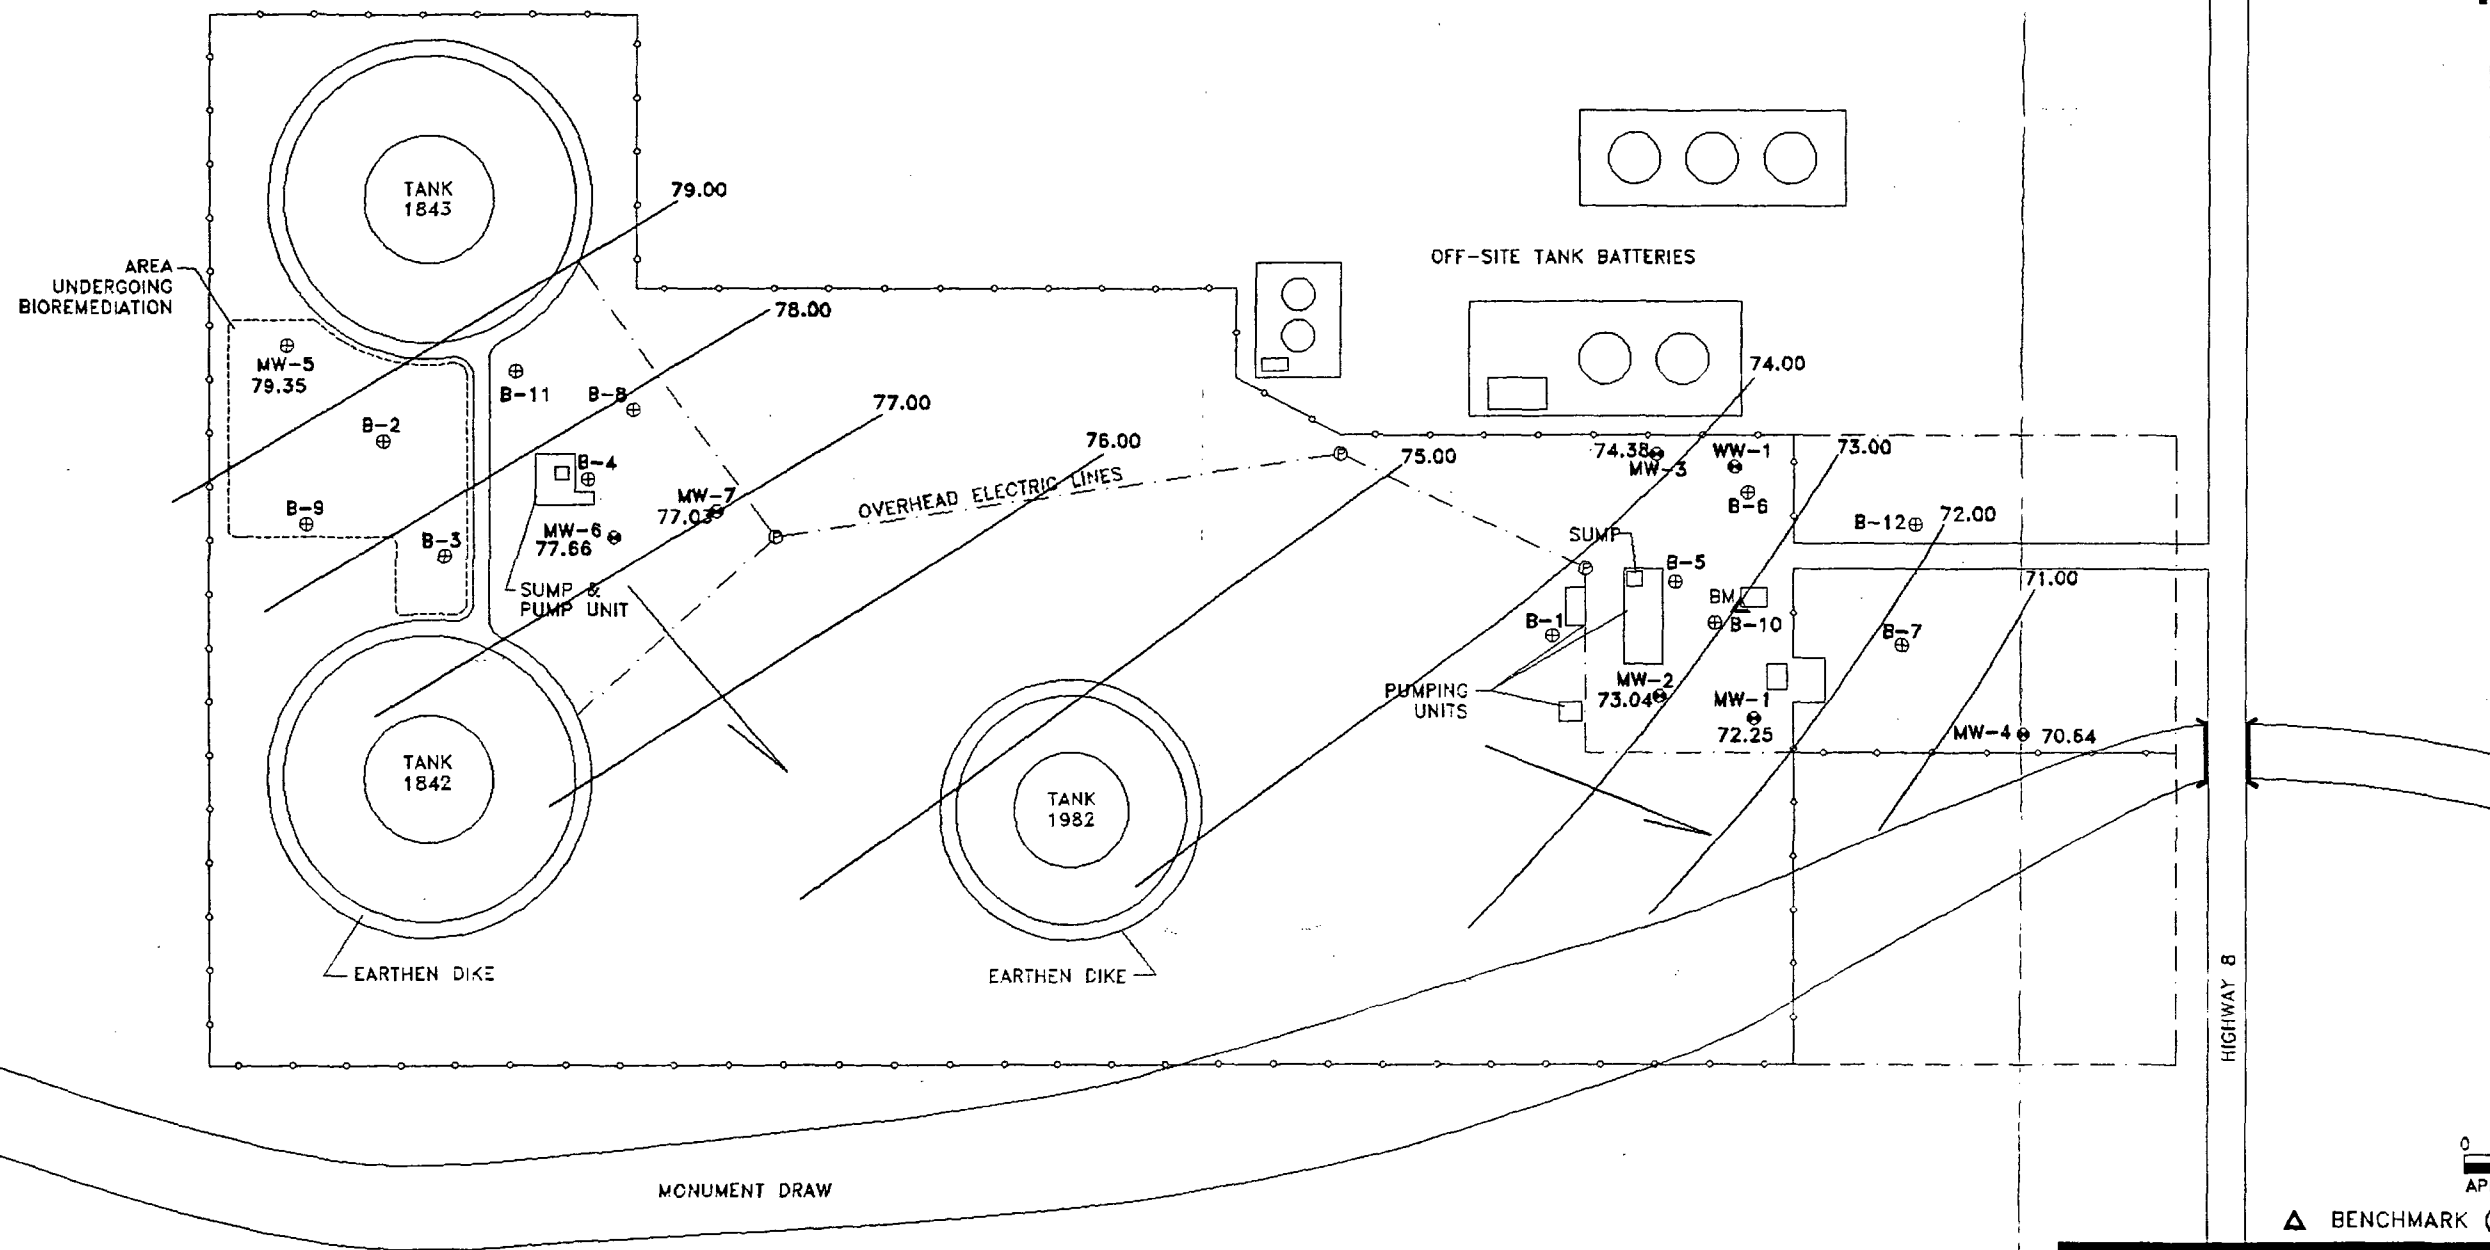 TANK
1843
79.00
AREA
UNDERGOING
BIOREMEDIATION
OFF-SITE TANK BATTERIES
78.00
MW-5
79.35
B-11
B-8
77.00
74.00
B-2
76.00
75.00
74.38
MW-3
WW-1
73.00
B-4
OVERHEAD ELECTRIC LINES
MW-7
77.03
B-6
B-9
B-12
72.00
B-3
MW-6
77.66
SUMP
B-5
71.00
SUMP &
PUMP UNIT
BM
B-1
B-10
B-7
PUMPING
UNITS
MW-2
73.04
MW-1
72.25
MW-4 70.64
TANK
1842
TANK
1982
EARTHEN DIKE
EARTHEN DIKE
HIGHWAY 8
MONUMENT DRAW
0
AP
BENCHMARK (